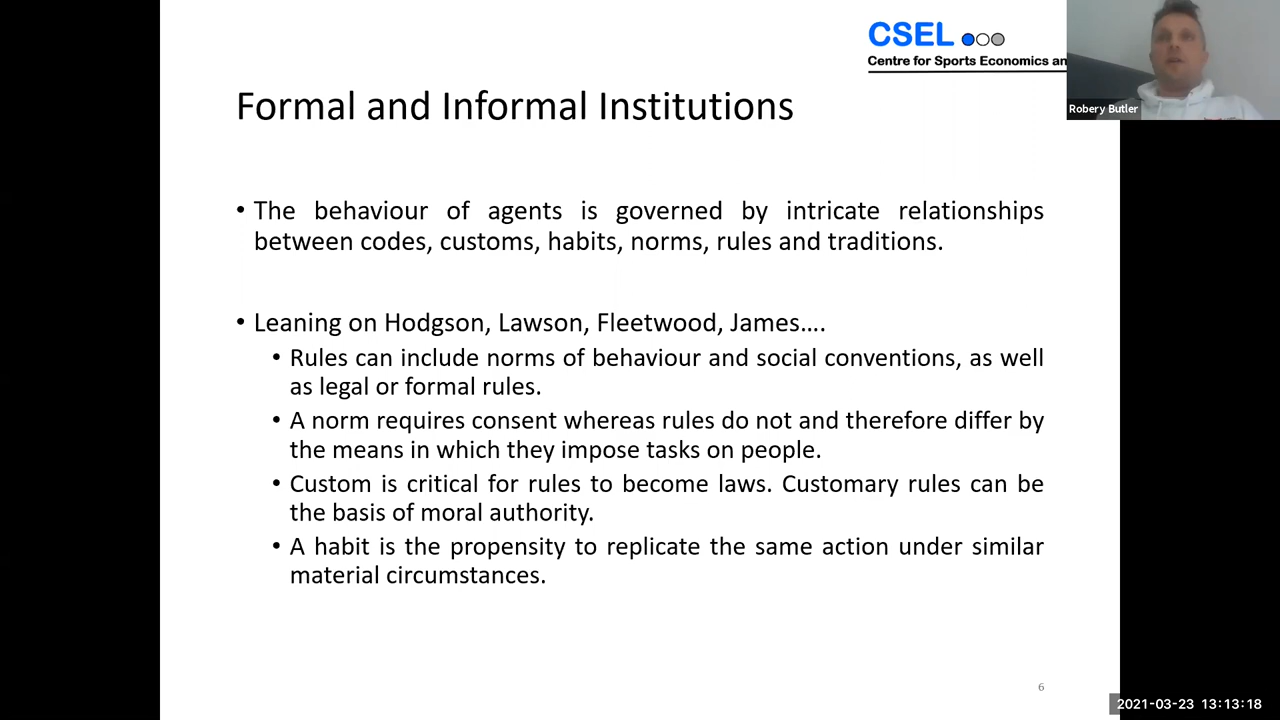 CSEL
Centre for Sports Economics an
Robery Butler
Formal and Informal Institutions
• The behaviour of agents is governed by intricate relationships
between codes, customs, habits, norms, rules and traditions.
• Leaning on Hodgson, Lawson, Fleetwood, James....
• Rules can include norms of behaviour and social conventions, as well
as legal or formal rules.
• A norm requires consent whereas rules do not and therefore differ by
the means in which they impose tasks on people.
• Custom is critical for rules to become laws. Customary rules can be
the basis of moral authority.
• A habit is the propensity to replicate the same action under similar
material circumstances.
6
2021-03-23 13:13:18